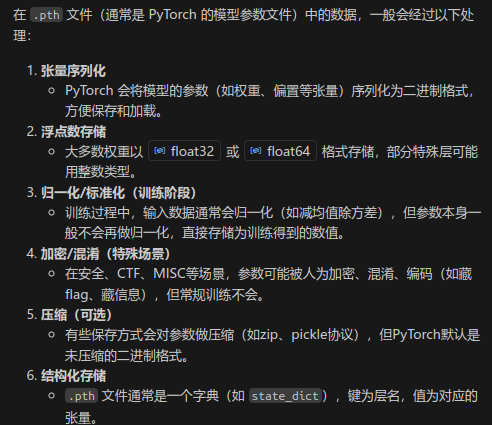 在 .pth 文件（通常是 PyTorch 的模型参数文件）中的数据，一般会经过以下处
理：
1. 张量序列化
PyTorch 会将模型的参数（如权重、偏置等张量）序列化为二进制格式，
方便保存和加载。
2. 浮点数存储
大多数权重以 float32 或 float64 格式存储，部分特殊层可能
用整数类型。
3. 归一化/标准化（训练阶段）
训练过程中，输入数据通常会归一化（如减均值除方差），但参数本身一
般不会再做归一化，直接存储为训练得到的数值。
4. 加密/混淆（特殊场景）
在安全、CTF、MISC等场景，参数可能被人为加密、混淆、编码（如藏
flag、藏信息），但常规训练不会。
5. 压缩（可选）
有些保存方式会对参数做压缩（如zip、pickle协议），但PyTorch默认是
未压缩的二进制格式。
6. 结构化存储
.pth 文件通常是一个字典（如 state_dict），键为层名，值为对应的
张量。